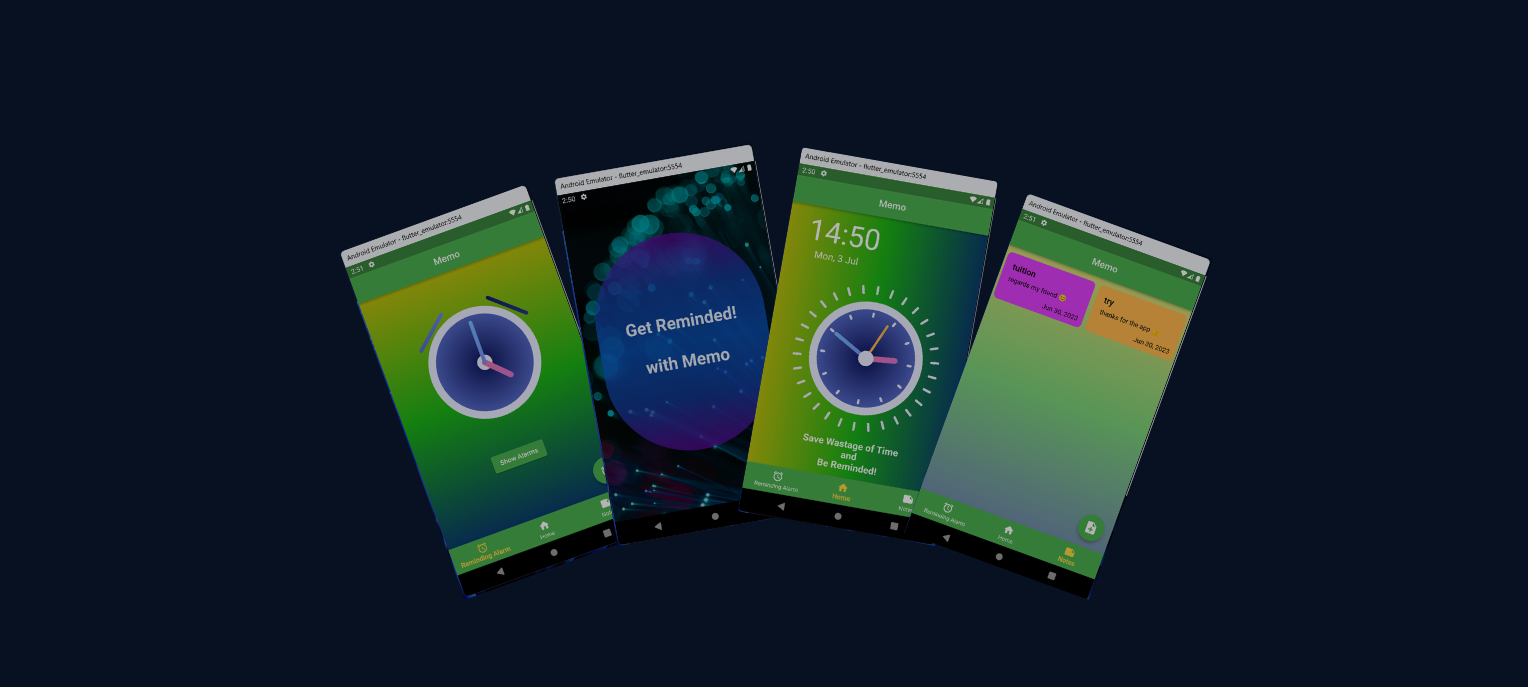 Android Emulator - flutter_emulator:5554
2:51
Memo
Show Alarms
Reminding Alarm
Home
Android Emulator - flutter_emulator:5554
2:50
Get Reminded!
with Memo
Android Emulator - flutter_emulator:5554
2:50
Memo
14:50
Mon, 3 Jul
Save Wastage of Time
and
Be Reminded!
Reminding Alarm
Home
Android Emulator - flutter_emulator:5554
2:51
Memo
tuition
regards my friend 😊
Jun 30, 2023
try
thanks for the app
Jun 30, 2023
Reminding Alarm
Home
Notes